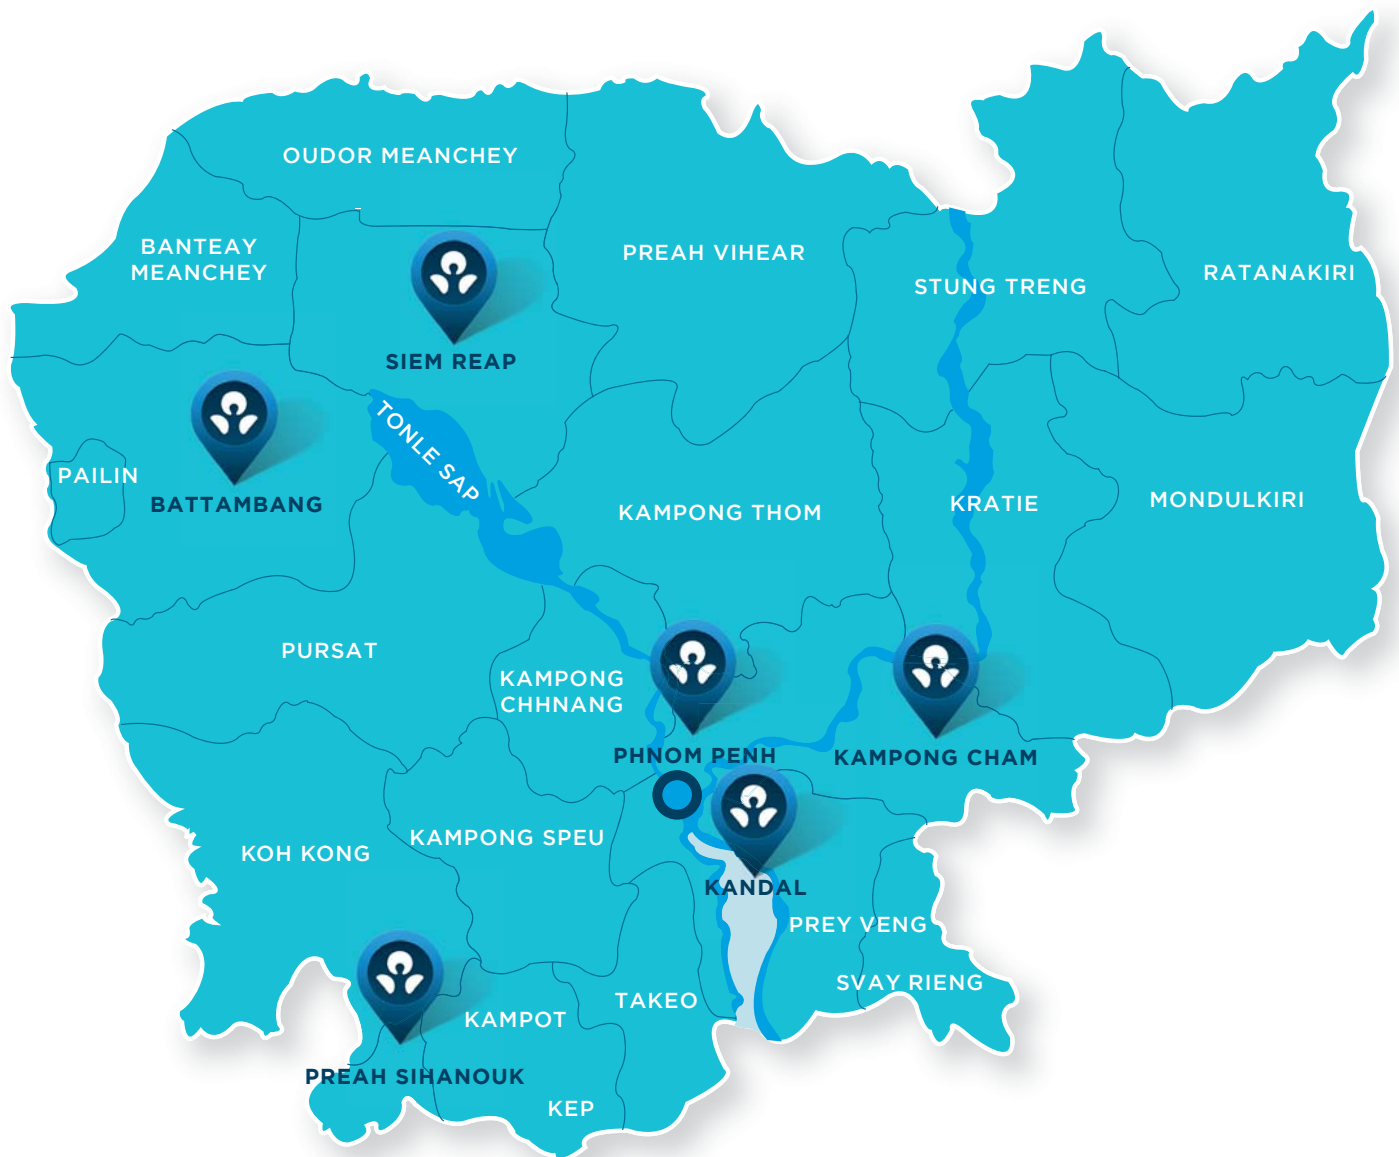 OUDOR MEANCHEY
BANTEAY
MEANCHEY
PREAH VIHEAR
STUNG TRENG
RATANAKIRI
SIEM REAP
TONLE SAP
PAILIN
BATTAMBANG
KAMPONG THOM
KRATIE
MONDULKIRI
PURSAT
KAMPONG
CHHNANG
PHNOM PENH
KAMPONG CHAM
KOH KONG
KAMPONG SPEU
KANDAL
PREY VENG
SVAY RIENG
TAKEO
KAMPOT
PREAH SIHANOUK
KEP